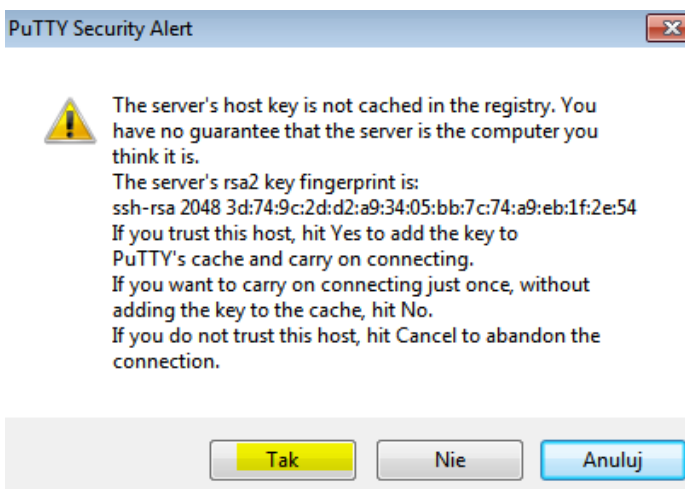 PuTTY Security Alert
The server's host key is not cached in the registry. You
have no guarantee that the server is the computer you
think it is.
The server's rsa2 key fingerprint is:
ssh-rsa 2048 3d:74:9c:2d:d2:a9:34:05:bb:7c:74:a9:eb:1f:2e:54
If you trust this host, hit Yes to add the key to
PuTTY's cache and carry on connecting.
If you want to carry on connecting just once, without
adding the key to the cache, hit No.
If you do not trust this host, hit Cancel to abandon the
connection.
Tak Nie Anuluj